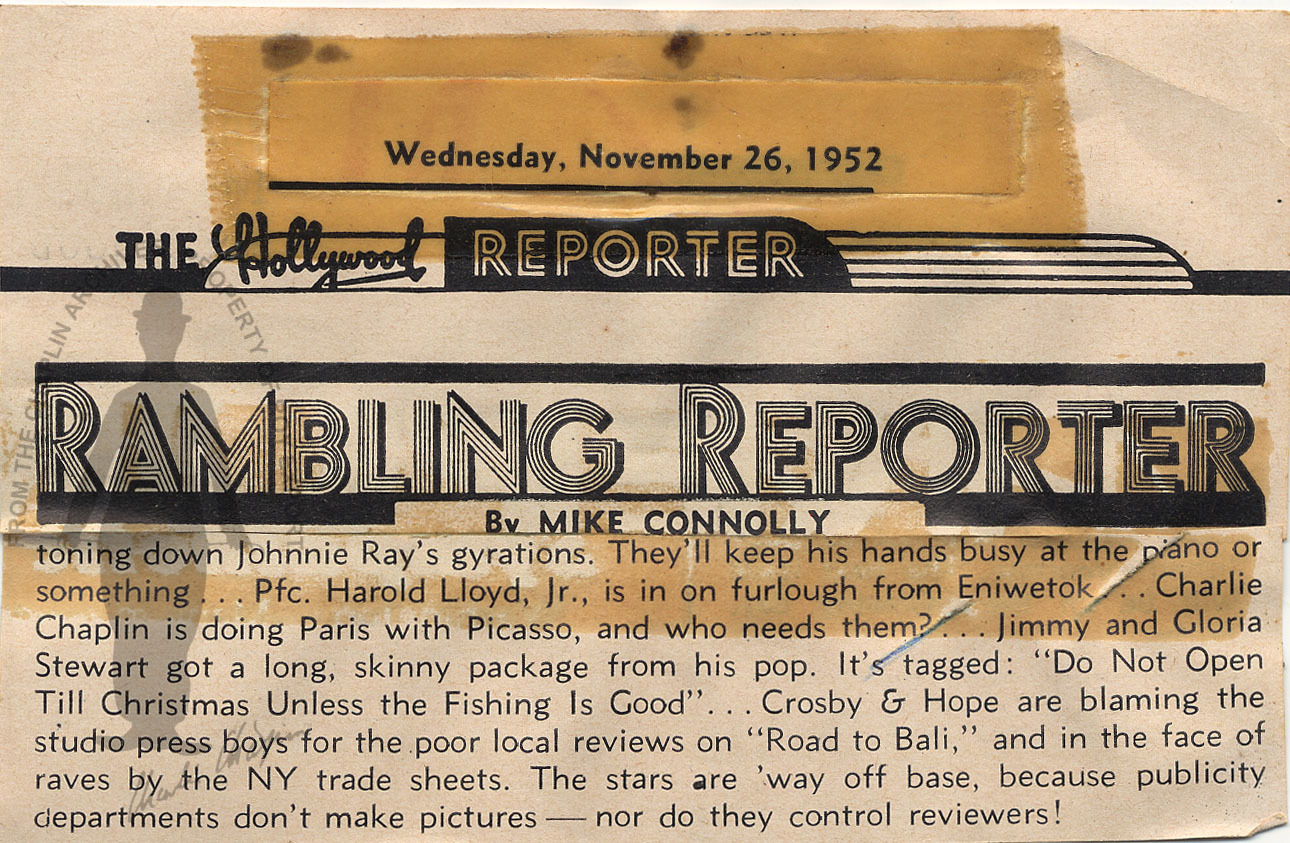 Wednesday, November 26, 1952
THE Hollywood REPORTER
RAMBLING REPORTER
By MIKE CONNOLLY
toning down Johnnie Ray's gyrations. They'll keep his hands busy at the piano or
something . . . Pfc. Harold Lloyd, Jr., is in on furlough from Eniwetok . . . Charlie
Chaplin is doing Paris with Picasso, and who needs them? . . . Jimmy and Gloria
Stewart got a long, skinny package from his pop. It's tagged: “Do Not Open
Till Christmas Unless the Fishing Is Good” . . . Crosby & Hope are blaming the
studio press boys for the poor local reviews on “Road to Bali,” and in the face of
raves by the NY trade sheets. The stars are 'way off base, because publicity
departments don't make pictures — nor do they control reviewers!
FROM THE CHAPLIN ARCHIVE PROPERTY